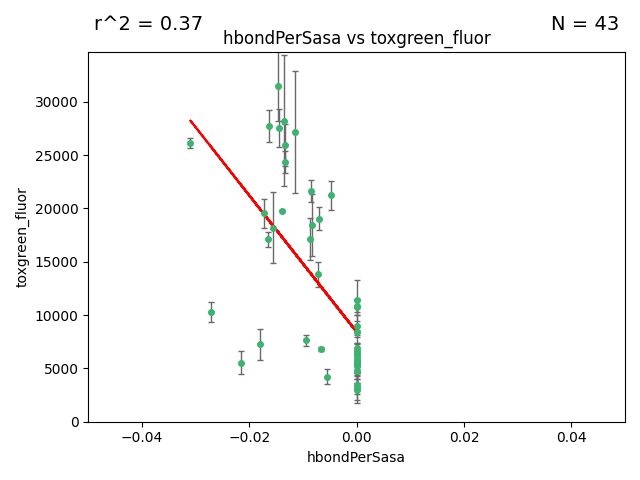 r^2 = 0.37
N = 43
hbondPerSasa vs toxgreen_fluor
30000
25000
20000
15000
10000
5000
0
toxgreen_fluor
−0.04
−0.02
0.00
0.02
0.04
hbondPerSasa